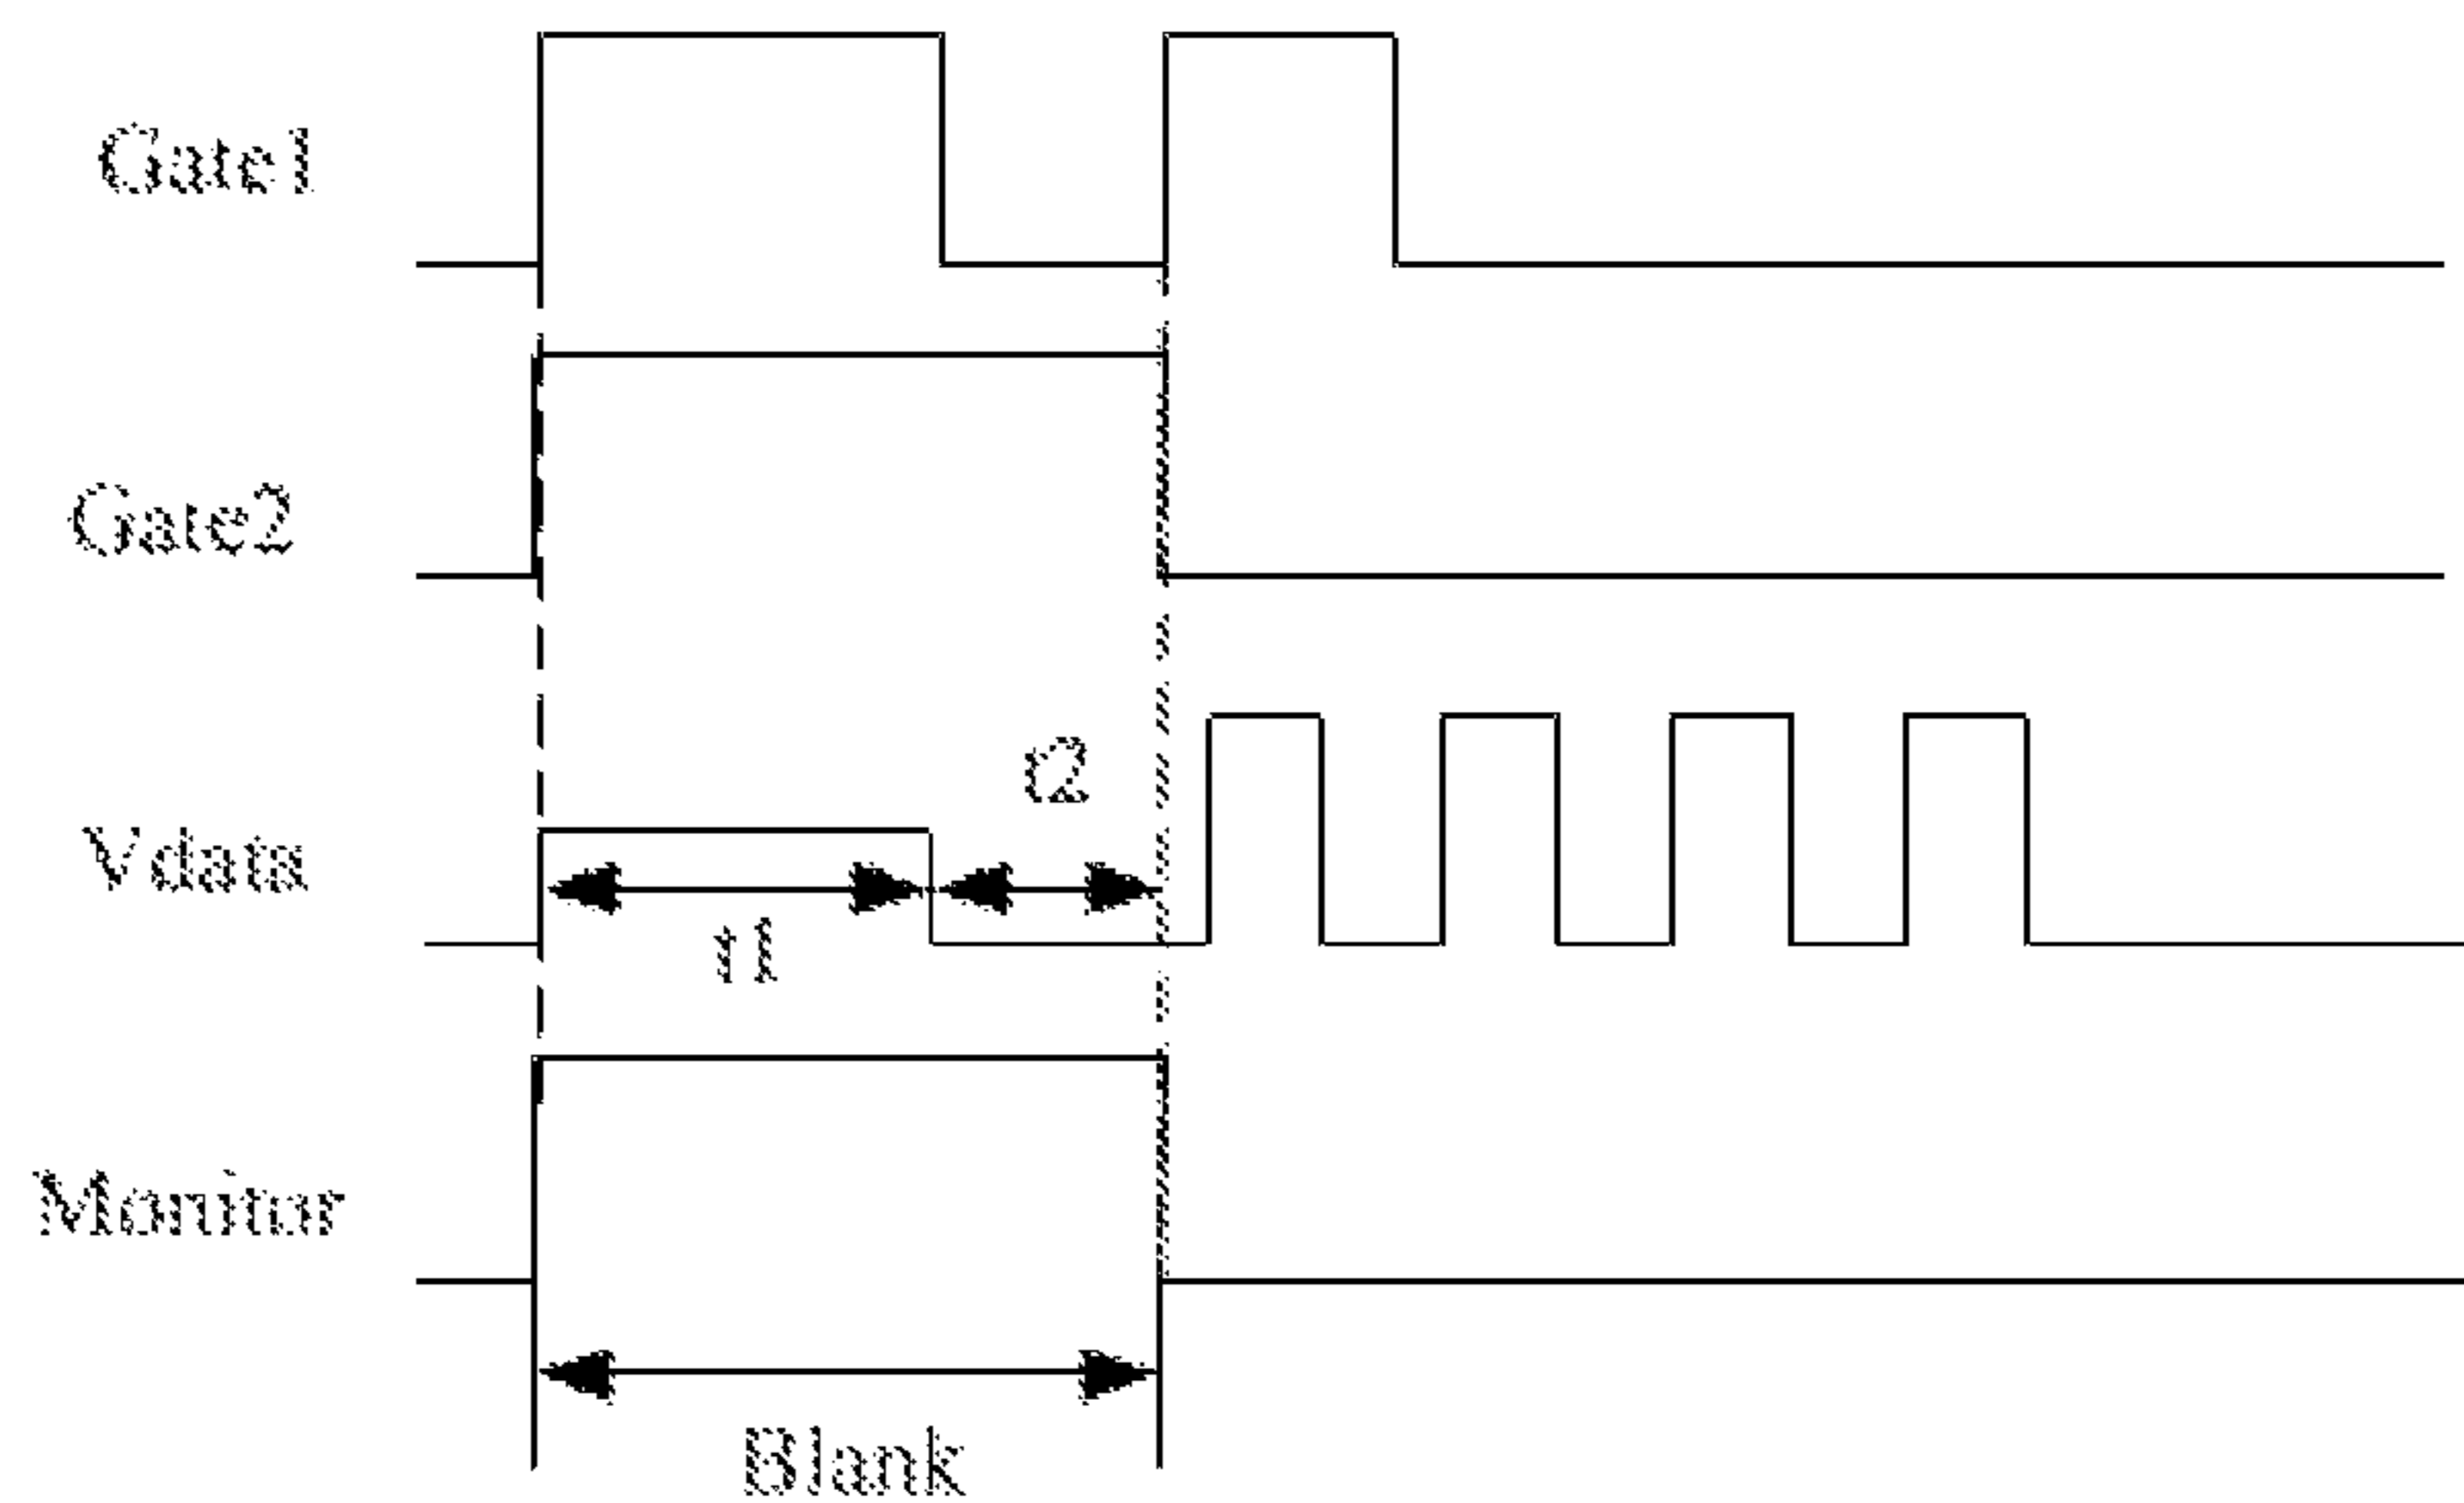 Gate1
Gate2
t2
Vdata
t1
Monitor
Blank